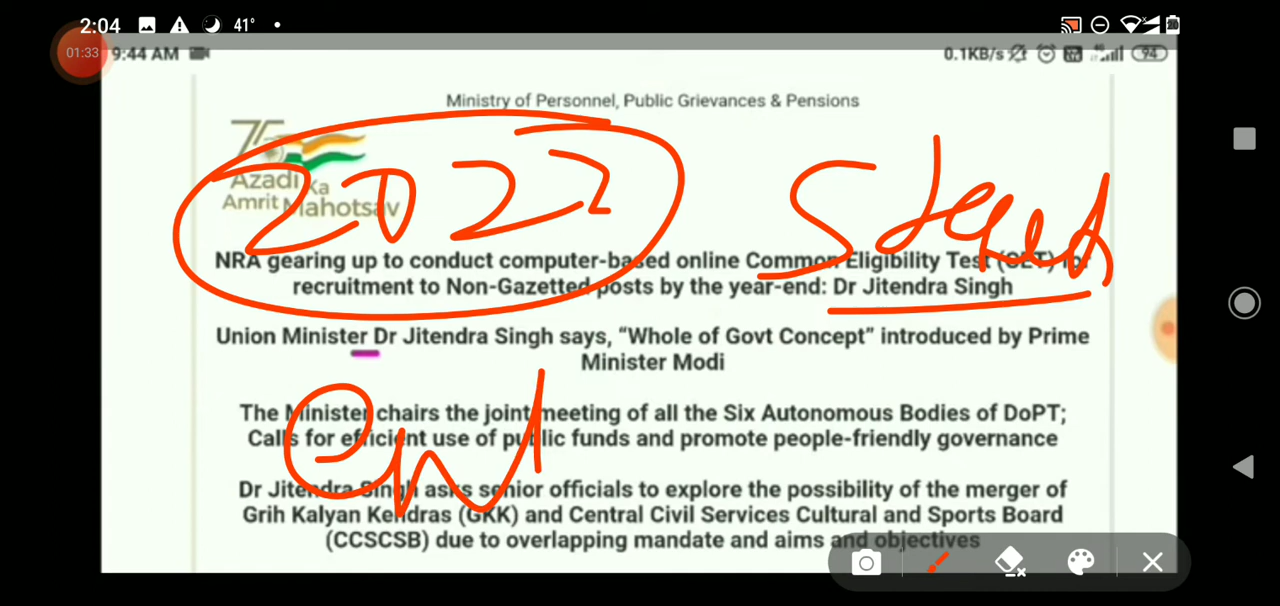 2:04 41°
01:33 9:44 AM 0.1KB/s 4G 94
Ministry of Personnel, Public Grievances & Pensions
75
Azadi Ka
Amrit Mahotsav
2022
NRA gearing up to conduct computer-based online Common Eligibility Test (CET) for
recruitment to Non-Gazetted posts by the year-end: Dr Jitendra Singh
Union Minister Dr Jitendra Singh says, “Whole of Govt Concept” introduced by Prime
Minister Modi
The Minister chairs the joint meeting of all the Six Autonomous Bodies of DoPT;
Calls for efficient use of public funds and promote people-friendly governance
end
Dr Jitendra Singh asks senior officials to explore the possibility of the merger of
Grih Kalyan Kendras (GKK) and Central Civil Services Cultural and Sports Board
(CCSCSB) due to overlapping mandate and aims and objectives